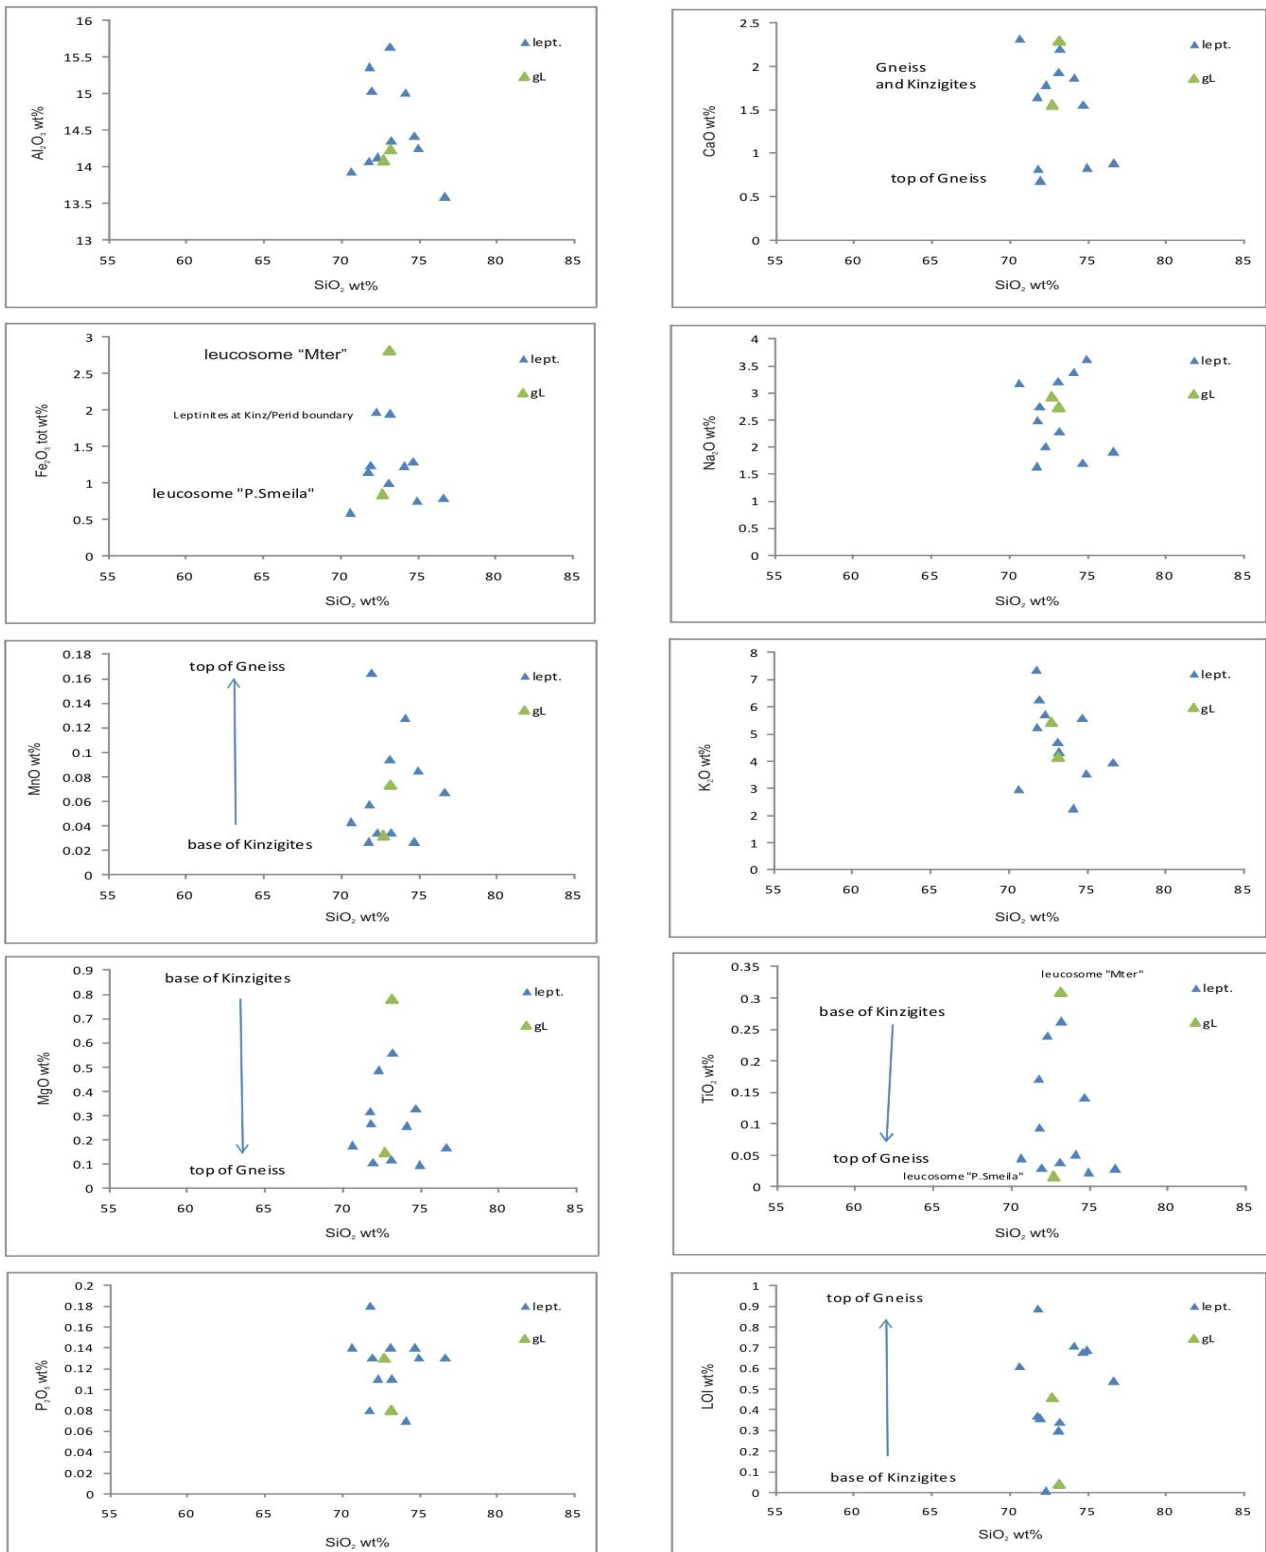 16
15.5
15
14.5
14
13.5
13
Al₂O₃ wt%
lept.
gL
55 60 65 70 75 80 85
SiO₂ wt%
2.5
2
1.5
1
0.5
0
CaO wt%
Gneiss
and Kinzigites
top of Gneiss
lept.
gL
55 60 65 70 75 80 85
SiO₂ wt%
3
2.5
2
1.5
1
0.5
0
Fe₂O₃ tot wt%
leucosome “Mter”
Leptinites at Kinz/Perid boundary
leucosome "P.Smeila"
lept.
gL
55 60 65 70 75 80 85
SiO₂ wt%
4
3.5
3
2.5
2
1.5
1
0.5
0
Na₂O wt%
lept.
gL
55 60 65 70 75 80 85
SiO₂ wt%
0.18
0.16
0.14
0.12
0.1
0.08
0.06
0.04
0.02
0
MnO wt%
top of Gneiss
base of Kinzigites
lept.
gL
55 60 65 70 75 80 85
SiO₂ wt%
8
7
6
5
4
3
2
1
0
K₂O wt%
lept.
gL
55 60 65 70 75 80 85
SiO₂ wt%
0.9
0.8
0.7
0.6
0.5
0.4
0.3
0.2
0.1
0
MgO wt%
base of Kinzigites
top of Gneiss
lept.
gL
55 60 65 70 75 80 85
SiO₂ wt%
0.35
0.3
0.25
0.2
0.15
0.1
0.05
0
TiO₂ wt%
leucosome "Mter"
base of Kinzigites
top of Gneiss
leucosome "P.Smeila"
lept.
gL
55 60 65 70 75 80 85
SiO₂ wt%
0.2
0.18
0.16
0.14
0.12
0.1
0.08
0.06
0.04
0.02
0
P₂O₅ wt%
lept.
gL
55 60 65 70 75 80 85
SiO₂ wt%
1
0.9
0.8
0.7
0.6
0.5
0.4
0.3
0.2
0.1
0
LOI wt%
top of Gneiss
base of Kinzigites
lept.
gL
55 60 65 70 75 80 85
SiO₂ wt%